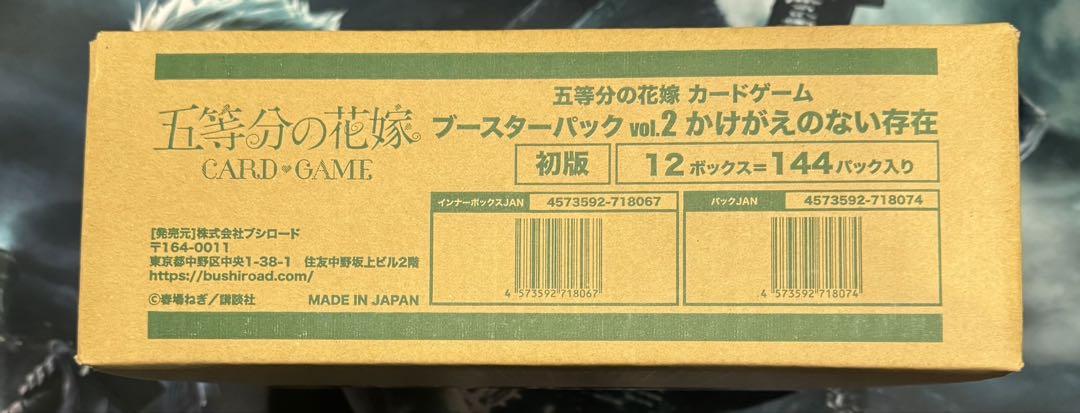 五等分の花嫁
CARD♥GAME
五等分の花嫁 カードゲーム
ブースターパック vol.2 かけがえのない存在
初版
12ボックス=144パック入り
インナーボックスJAN 4573592-718067
4 573592 718067
パックJAN 4573592-718074
4 573592 718074
[発売元]株式会社ブシロード
〒164-0011
東京都中野区中央1-38-1 住友中野坂上ビル2階
https://bushiroad.com/
©春場ねぎ/講談社 MADE IN JAPAN